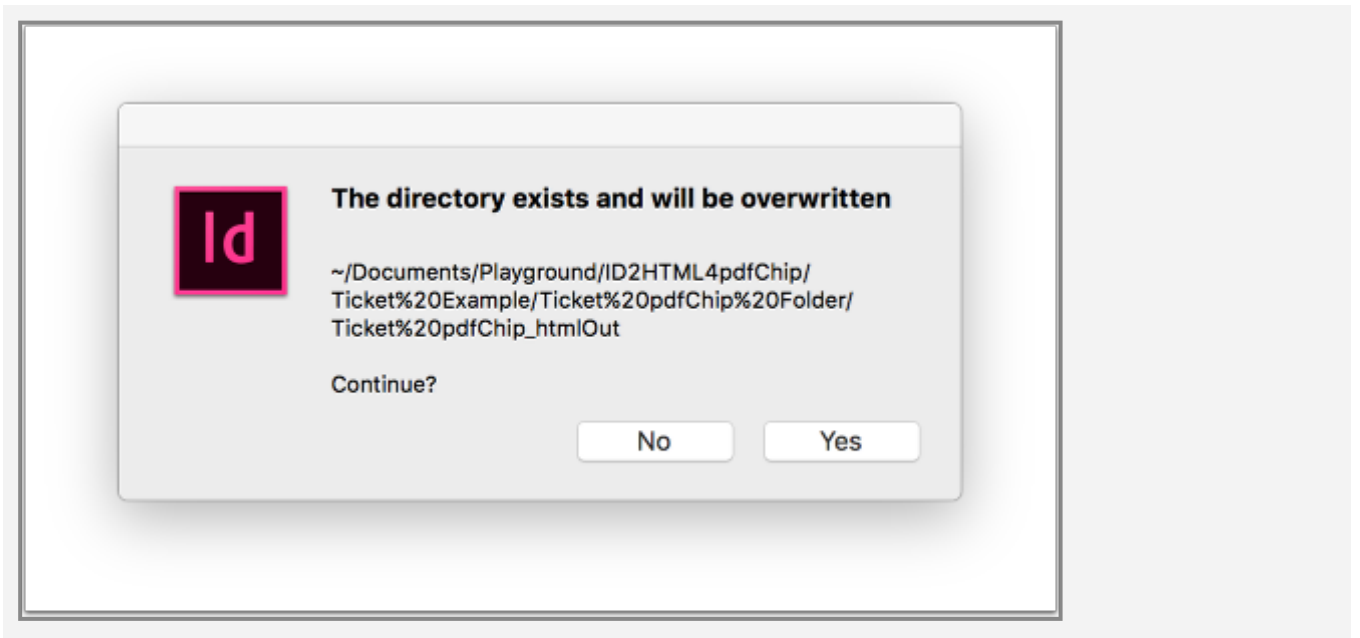 The directory exists and will be overwritten
Id
~/Documents/Playground/ID2HTML4pdfChip/
Ticket%20Example/Ticket%20pdfChip%20Folder/
Ticket%20pdfChip_htmlOut
Continue?
No
Yes